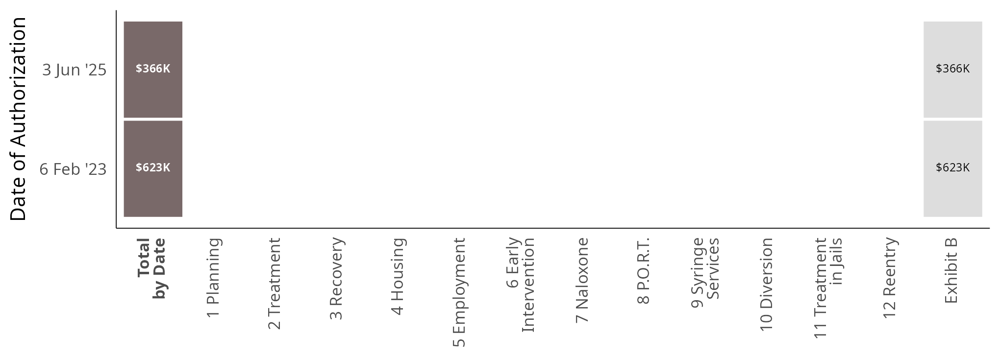 Date of Authorization
3 Jun '25
$366K
$366K
6 Feb '23
$623K
$623K
Total
by Date
1 Planning
2 Treatment
3 Recovery
4 Housing
5 Employment
6 Early
Intervention
7 Naloxone
8 P.O.R.T.
9 Syringe
Services
10 Diversion
11 Treatment
in Jails
12 Reentry
Exhibit B